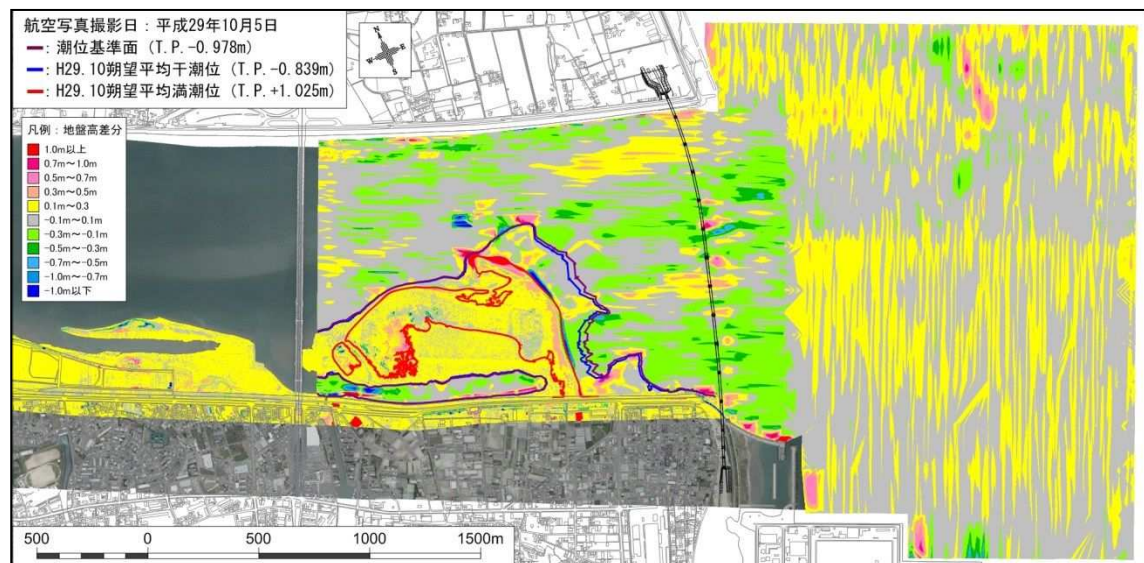 航空写真撮影日：平成29年10月5日
：潮位基準面（T.P.-0.978m）
：H29.10朔望平均干潮位（T.P.-0.839m）
：H29.10朔望平均満潮位（T.P.+1.025m）
N
E
S
W
凡例：地盤高差分
1.0m以上
0.7m～1.0m
0.5m～0.7m
0.3m～0.5m
0.1m～0.3
-0.1m～0.1m
-0.3m～-0.1m
-0.5m～-0.3m
-0.7m～-0.5m
-1.0m～-0.7m
-1.0m以下
500 0 500 1000 1500m